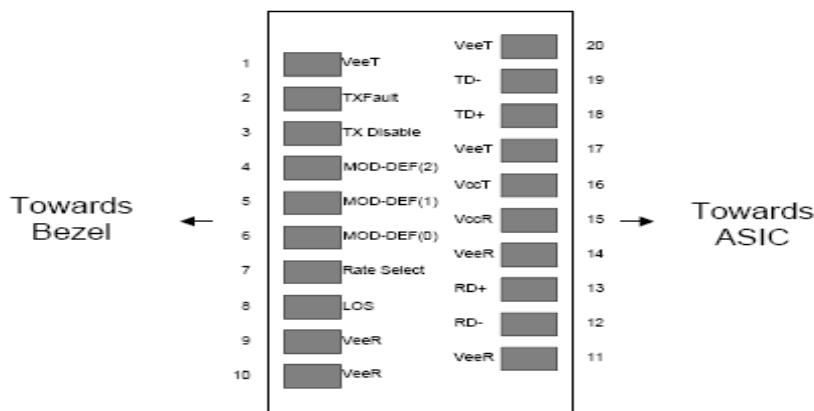 VeeT 20
1 VeeT
TD- 19
2 TXFault
TD+ 18
3 TX Disable
VeeT 17
4 MOD-DEF(2)
VccT 16
5 MOD-DEF(1)
Towards
Bezel
VccR 15
Towards
ASIC
6 MOD-DEF(0)
VeeR 14
7 Rate Select
RD+ 13
8 LOS
RD- 12
9 VeeR
VeeR 11
10 VeeR